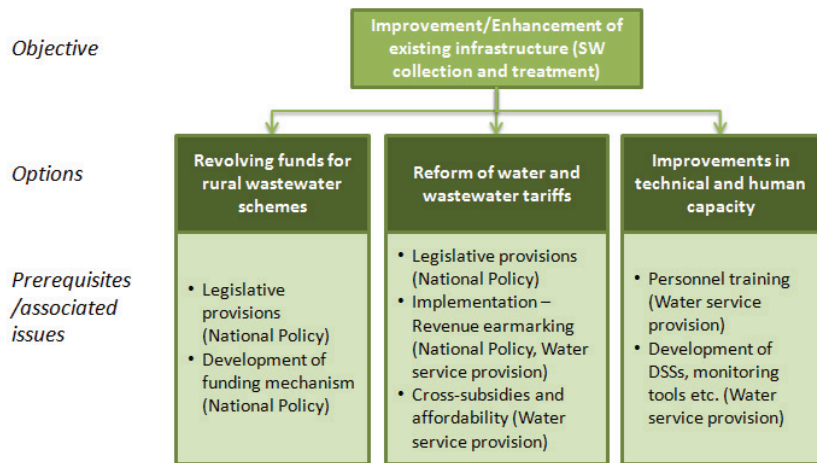 Objective
Improvement/Enhancement of
existing infrastructure (SW
collection and treatment)
Options
Revolving funds for
rural wastewater
schemes
Reform of water and
wastewater tariffs
Improvements in
technical and human
capacity
Prerequisites
/associated
issues
• Legislative
provisions
(National Policy)
• Development of
funding mechanism
(National Policy)
• Legislative provisions
(National Policy)
• Implementation –
Revenue earmarking
(National Policy, Water
service provision)
• Cross-subsidies and
affordability (Water
service provision)
• Personnel training
(Water service
provision)
• Development of
DSSs, monitoring
tools etc. (Water
service provision)